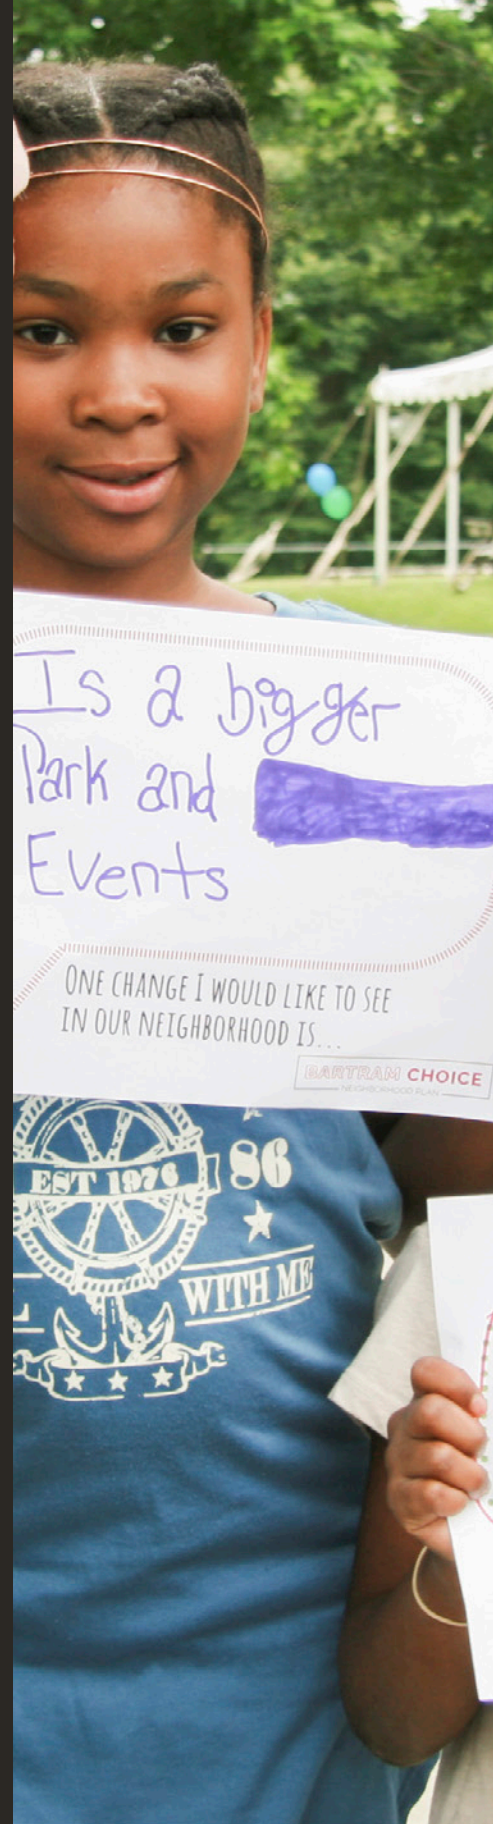 Is a bigger
Park and
Events
ONE CHANGE I WOULD LIKE TO SEE
IN OUR NEIGHBORHOOD IS...
BARTRAM CHOICE
NEIGHBORHOOD PLAN
EST 1976
86
WITH ME